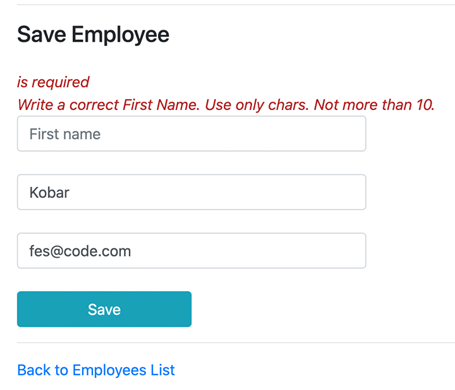 Save Employee
is required
Write a correct First Name. Use only chars. Not more than 10.
First name
Kobar
fes@code.com
Save
Back to Employees List